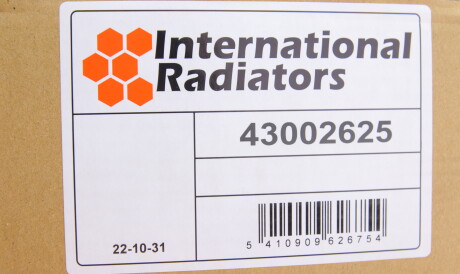 International
Radiators
43002625
22-10-31
5 410909 626754